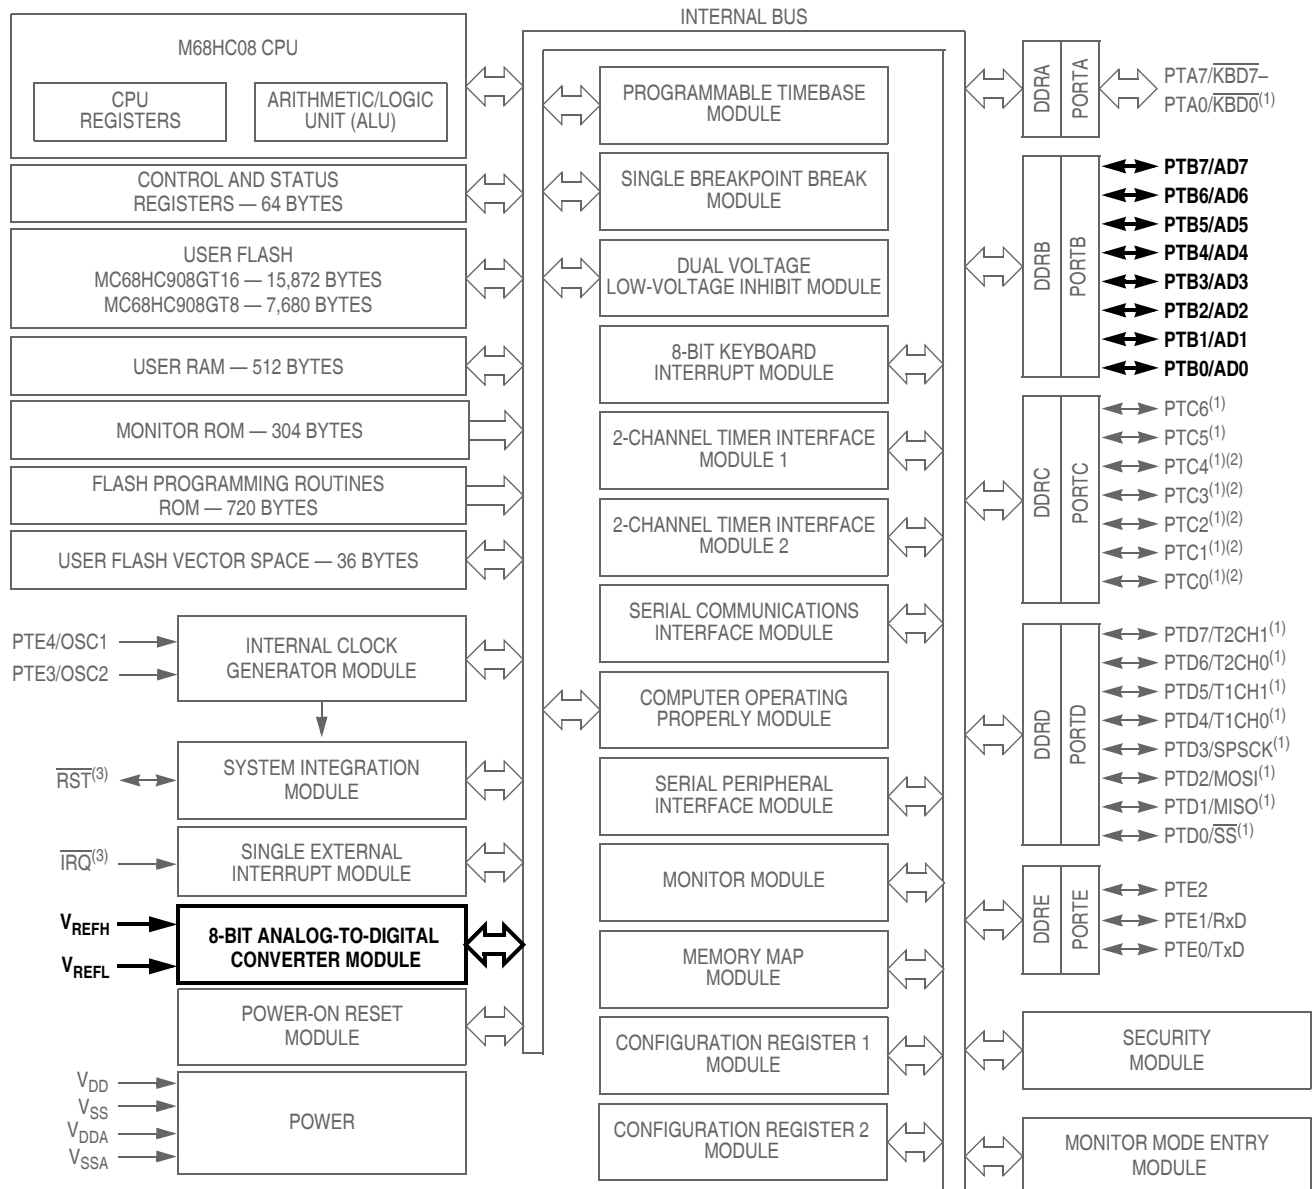 INTERNAL BUS
M68HC08 CPU
CPU
REGISTERS
ARITHMETIC/LOGIC
UNIT (ALU)
CONTROL AND STATUS
REGISTERS — 64 BYTES
USER FLASH
MC68HC908GT16 — 15,872 BYTES
MC68HC908GT8 — 7,680 BYTES
USER RAM — 512 BYTES
MONITOR ROM — 304 BYTES
FLASH PROGRAMMING ROUTINES
ROM — 720 BYTES
USER FLASH VECTOR SPACE — 36 BYTES
PTE4/OSC1
PTE3/OSC2
INTERNAL CLOCK
GENERATOR MODULE
RST(3)
SYSTEM INTEGRATION
MODULE
IRQ(3)
SINGLE EXTERNAL
INTERRUPT MODULE
VREFH
VREFL
8-BIT ANALOG-TO-DIGITAL
CONVERTER MODULE
POWER-ON RESET
MODULE
VDD
VSS
VDDA
VSSA
POWER
PROGRAMMABLE TIMEBASE
MODULE
SINGLE BREAKPOINT BREAK
MODULE
DUAL VOLTAGE
LOW-VOLTAGE INHIBIT MODULE
8-BIT KEYBOARD
INTERRUPT MODULE
2-CHANNEL TIMER INTERFACE
MODULE 1
2-CHANNEL TIMER INTERFACE
MODULE 2
SERIAL COMMUNICATIONS
INTERFACE MODULE
COMPUTER OPERATING
PROPERLY MODULE
SERIAL PERIPHERAL
INTERFACE MODULE
MONITOR MODULE
MEMORY MAP
MODULE
CONFIGURATION REGISTER 1
MODULE
CONFIGURATION REGISTER 2
MODULE
DDRA
PORTA
PTA7/KBD7–
PTA0/KBD0(1)
DDRB
PORTB
PTB7/AD7
PTB6/AD6
PTB5/AD5
PTB4/AD4
PTB3/AD3
PTB2/AD2
PTB1/AD1
PTB0/AD0
DDRC
PORTC
PTC6(1)
PTC5(1)
PTC4(1)(2)
PTC3(1)(2)
PTC2(1)(2)
PTC1(1)(2)
PTC0(1)(2)
DDRD
PORTD
PTD7/T2CH1(1)
PTD6/T2CH0(1)
PTD5/T1CH1(1)
PTD4/T1CH0(1)
PTD3/SPSCK(1)
PTD2/MOSI(1)
PTD1/MISO(1)
PTD0/SS(1)
DDRE
PORTE
PTE2
PTE1/RxD
PTE0/TxD
SECURITY
MODULE
MONITOR MODE ENTRY
MODULE